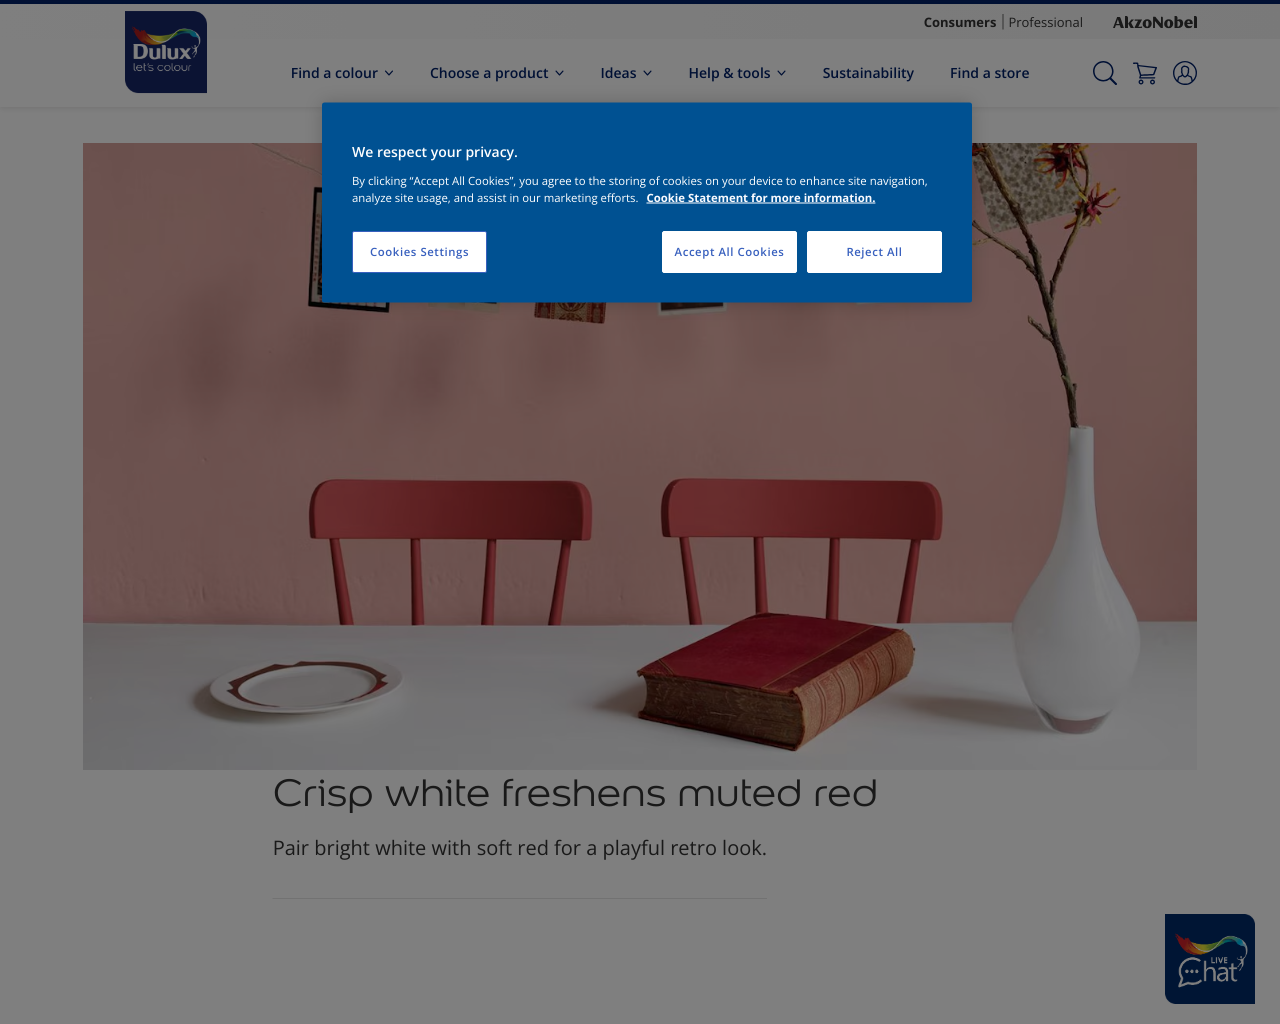 Consumers | Professional
AkzoNobel
Dulux
let's colour
Find a colour
Choose a product
Ideas
Help & tools
Sustainability
Find a store
We respect your privacy.
By clicking “Accept All Cookies”, you agree to the storing of cookies on your device to enhance site navigation,
analyze site usage, and assist in our marketing efforts. Cookie Statement for more information.
Cookies Settings
Accept All Cookies
Reject All
Crisp white freshens muted red
Pair bright white with soft red for a playful retro look.
LIVE
Chat